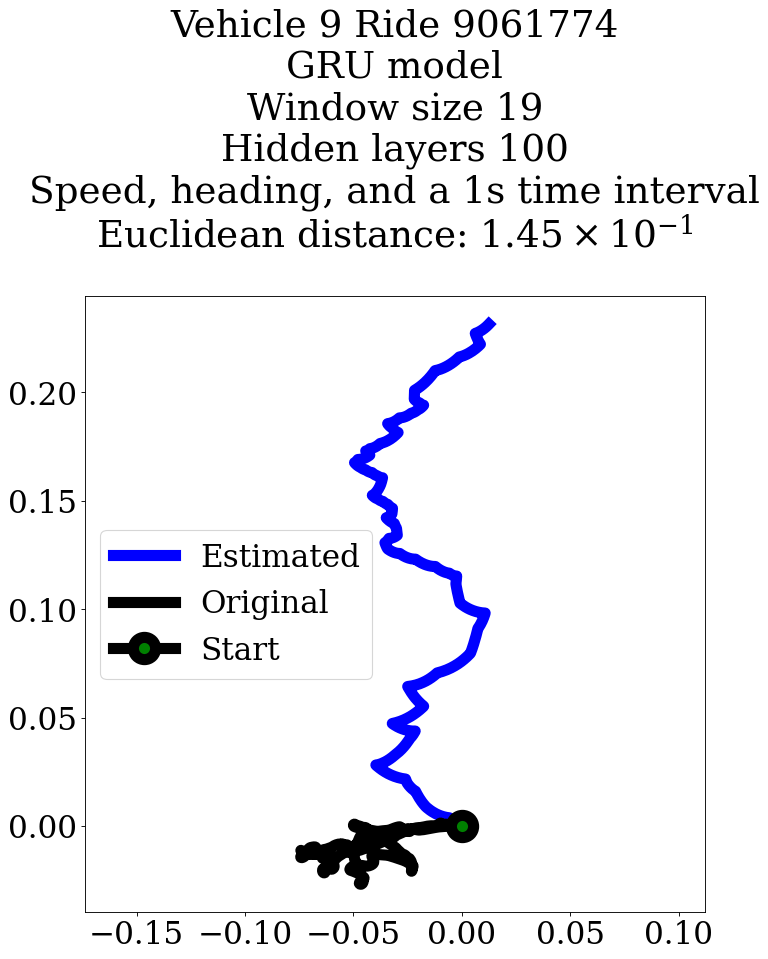 Vehicle 9 Ride 9061774
GRU model
Window size 19
Hidden layers 100
Speed, heading, and a 1s time interval
Euclidean distance: 1.45 × 10⁻¹
0.20
0.15
0.10
0.05
0.00
Estimated
Original
Start
−0.15 −0.10 −0.05 0.00 0.05 0.10